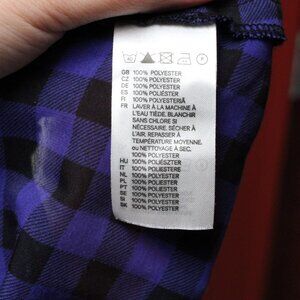 GB 100% POLYESTER
CZ 100% POLYESTER
DE 100% POLYESTER
ES 100% POLYESTER
FI 100% POLYESTERIÄ
FR LAVER À LA MACHINE À
L'EAU TIÈDE. BLANCHIR
SANS CHLORE SI
NÉCESSAIRE. SÉCHER À
L'AIR. REPASSER À
TEMPÉRATURE MOYENNE.
ou NETTOYAGE À SEC.
100% POLYESTER
HU 100% POLIÉSZTER
IT 100% POLIESTERE
NL 100% POLYESTER
PL 100% POLIESTER
PT 100% POLIÉSTER
SE 100% POLYESTER
SI 100% POLIESTER
SK 100% POLYESTER